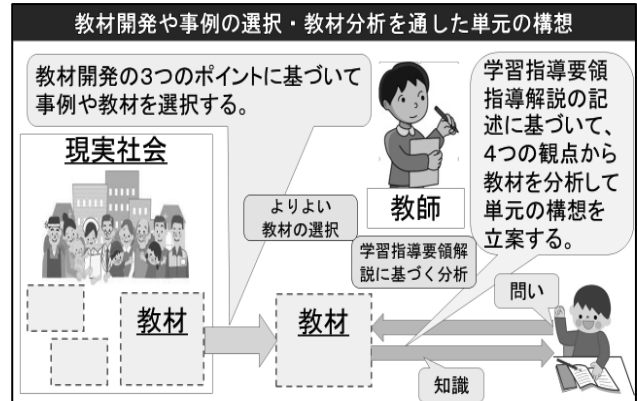 教材開発や事例の選択・教材分析を通した単元の構想
教材開発の3つのポイントに基づいて
事例や教材を選択する。
現実社会
教材
よりよい
教材の選択
教師
学習指導要領解
説に基づく分析
学習指導要領
指導解説の記
述に基づいて、
4つの観点から
教材を分析して
単元の構想を
立案する。
教材
問い
知識